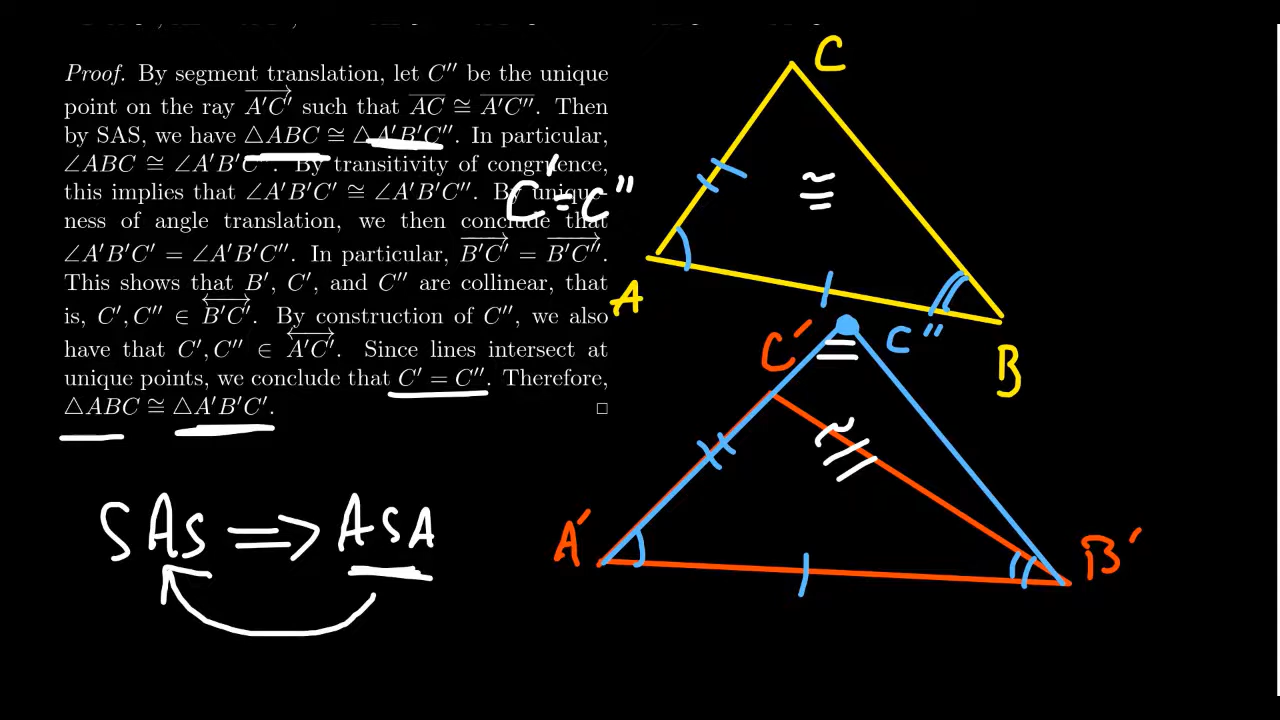 Proof. By segment translation, let C″ be the unique
point on the ray A′C′ such that AC ≅ A′C″. Then
by SAS, we have △ABC ≅ △A′B′C″. In particular,
∠ABC ≅ ∠A′B′C″. By transitivity of congruence,
this implies that ∠A′B′C′ ≅ ∠A′B′C″. By unique-
ness of angle translation, we then conclude that
∠A′B′C′ = ∠A′B′C″. In particular, B′C′ = B′C″.
This shows that B′, C′, and C″ are collinear, that
is, C′, C″ ∈ B′C′. By construction of C″, we also
have that C′, C″ ∈ A′C′. Since lines intersect at
unique points, we conclude that C′ = C″. Therefore,
△ABC ≅ △A′B′C′. □
C′ = C″
SAS ⇒ ASA
C
≅
A
B
C′
=
C″
≅
A′
B′